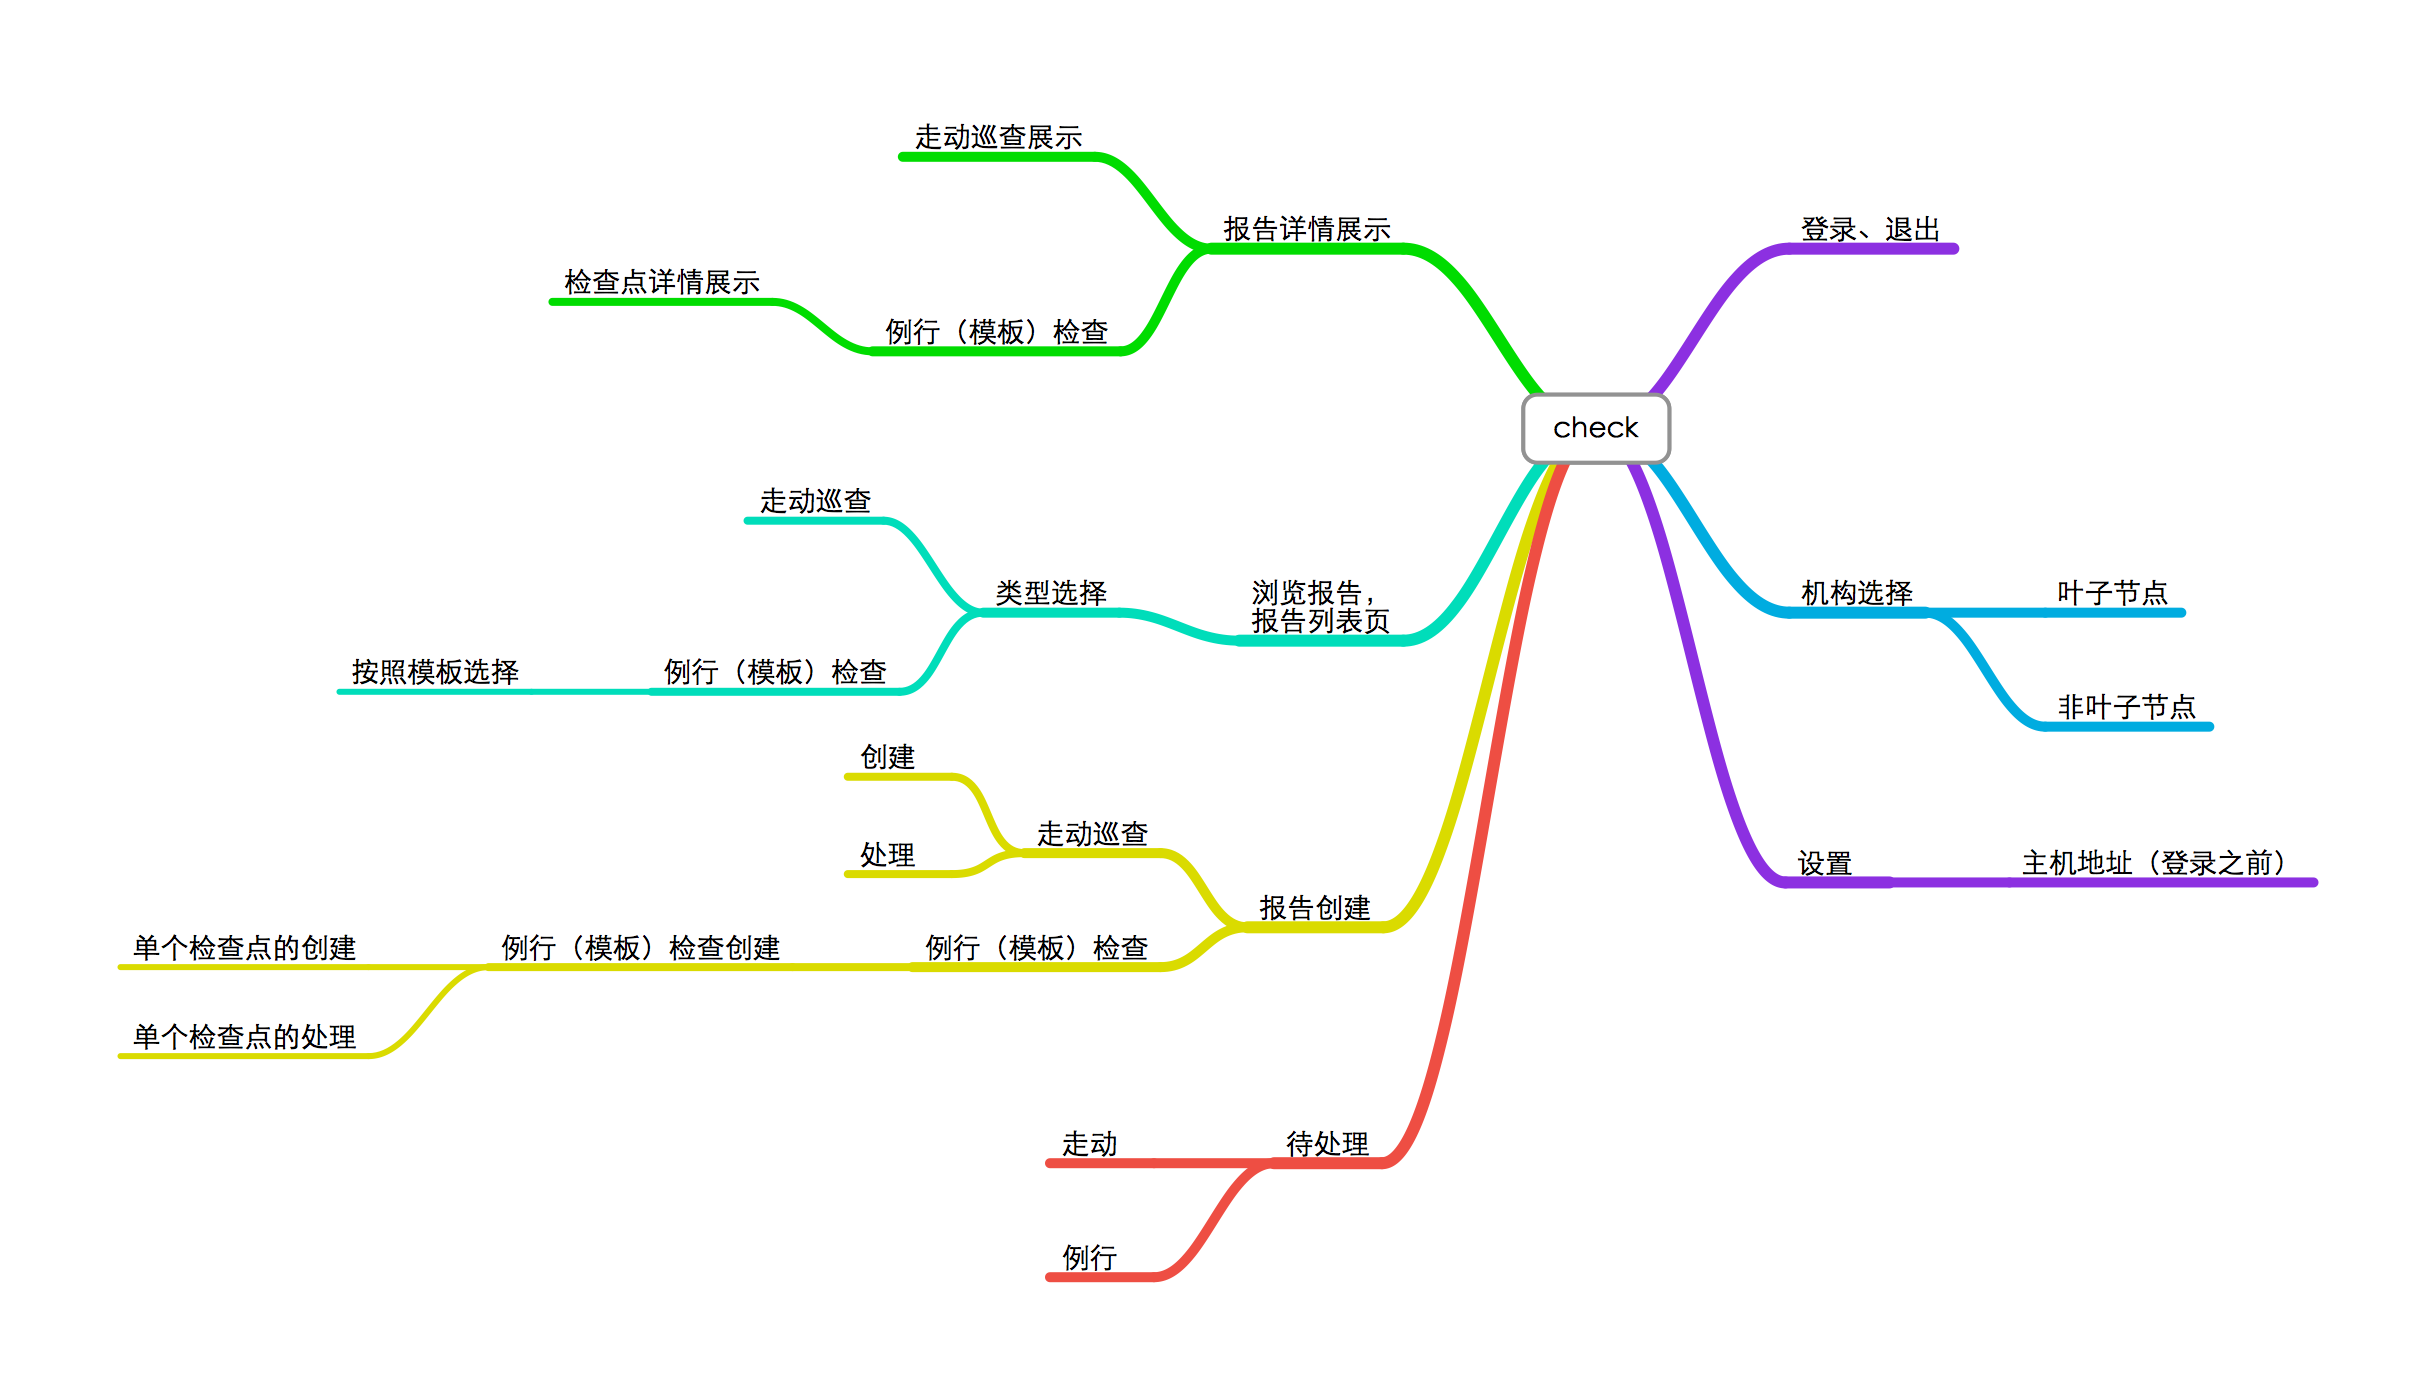 走动巡查展示
报告详情展示
检查点详情展示
例行（模板）检查
登录、退出
check
走动巡查
类型选择
浏览报告，
报告列表页
按照模板选择
例行（模板）检查
机构选择
叶子节点
非叶子节点
创建
走动巡查
处理
报告创建
单个检查点的创建
例行（模板）检查创建
例行（模板）检查
单个检查点的处理
设置
主机地址（登录之前）
走动
待处理
例行